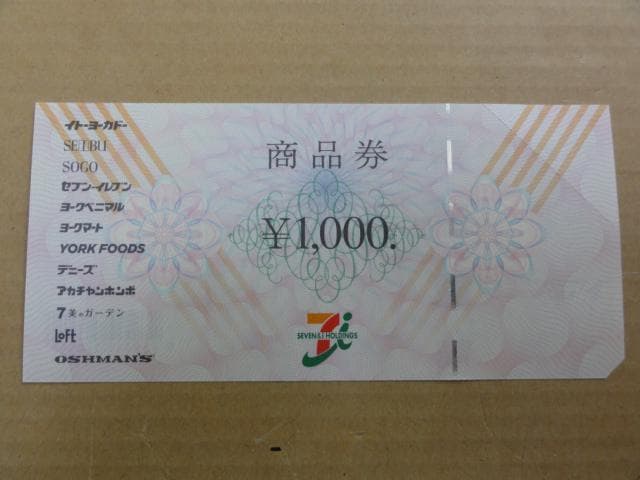 イトーヨーカドー
SEIBU
SOGO
セブン-イレブン
ヨークベニマル
ヨークマート
YORK FOODS
デニーズ
アカチャンホンポ
7美のガーデン
LOFT
OSHMAN'S
商品券
¥1,000.
7i
SEVEN&I HOLDINGS